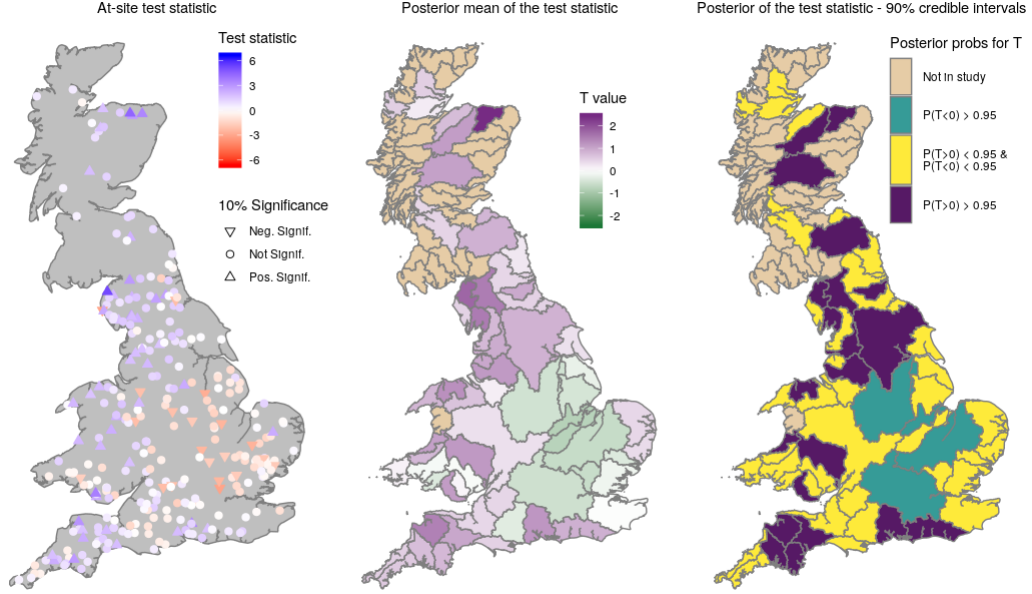 At-site test statistic
Test statistic
6
3
0
-3
-6
10% Significance
Neg. Signif.
Not Signif.
Pos. Signif.
Posterior mean of the test statistic
T value
2
1
0
-1
-2
Posterior of the test statistic - 90% credible intervals
Posterior probs for T
Not in study
P(T<0) > 0.95
P(T>0) < 0.95 &
P(T<0) < 0.95
P(T>0) > 0.95